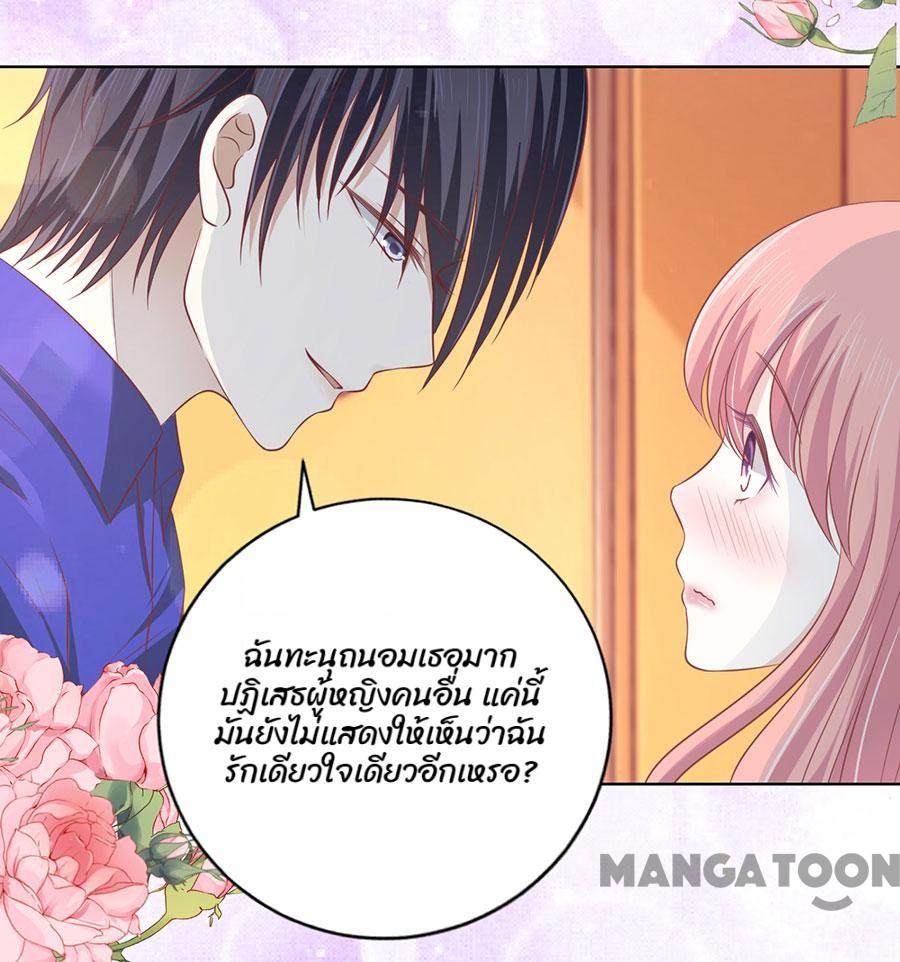 ฉันทะนุถนอมเธอมาก
ปฏิเสธผู้หญิงคนอื่น แค่นี้
มันยังไม่แสดงให้เห็นว่าฉัน
รักเดียวใจเดียวอีกเหรอ?
MANGATOON